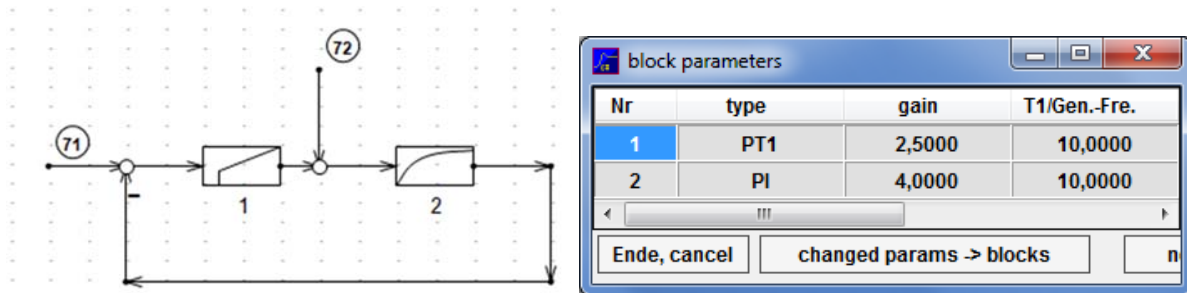 72
71
1
2
block parameters
Nr type gain T1/Gen.-Fre.
1 PT1 2,5000 10,0000
2 PI 4,0000 10,0000
Ende, cancel changed params -> blocks